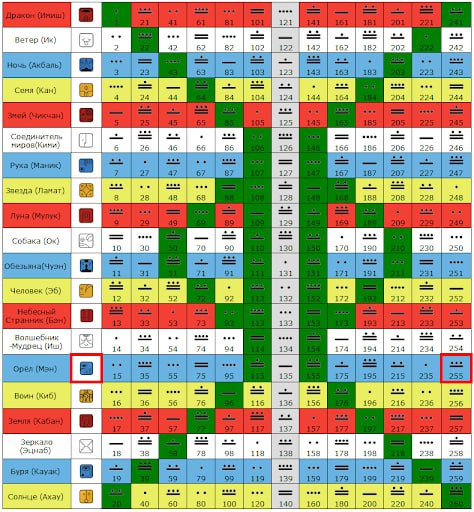 Дракон (Имиш) 1 21 41 61 81 101 121 141 161 181 201 221 241
Ветер (Ик) 2 22 42 62 82 102 122 142 162 182 202 222 242
Ночь (Акбаль) 3 23 43 63 83 103 123 143 163 183 203 223 243
Семя (Кан) 4 24 44 64 84 104 124 144 164 184 204 224 244
Змей (Чикчан) 5 25 45 65 85 105 125 145 165 185 205 225 245
Соединитель
миров(Кими) 6 26 46 66 86 106 126 146 166 186 206 226 246
Рука (Маник) 7 27 47 67 87 107 127 147 167 187 207 227 247
Звезда (Ламат) 8 28 48 68 88 108 128 148 168 188 208 228 248
Луна (Мулук) 9 29 49 69 89 109 129 149 169 189 209 229 249
Собака (Ок) 10 30 50 70 90 110 130 150 170 190 210 230 250
Обезьяна(Чуэн) 11 31 51 71 91 111 131 151 171 191 211 231 251
Человек (Эб) 12 32 52 72 92 112 132 152 172 192 212 232 252
Небесный
Странник (Бэн) 13 33 53 73 93 113 133 153 173 193 213 233 253
Волшебник
-Мудрец (Иш) 14 34 54 74 94 114 134 154 174 194 214 234 254
Орёл (Мэн) 15 35 55 75 95 115 135 155 175 195 215 235 255
Воин (Киб) 16 36 56 76 96 116 136 156 176 196 216 236 256
Земля (Кабан) 17 37 57 77 97 117 137 157 177 197 217 237 257
Зеркало
(Эцнаб) 18 38 58 78 98 118 138 158 178 198 218 238 258
Буря (Кауак) 19 39 59 79 99 119 139 159 179 199 219 239 259
Солнце (Ахау) 20 40 60 80 100 120 140 160 180 200 220 240 260